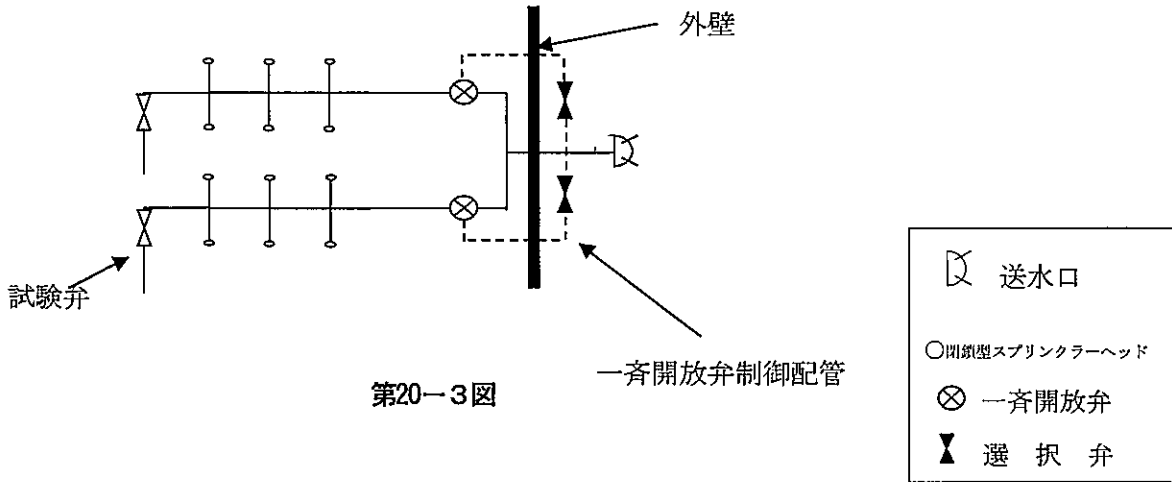 外壁
試験弁
一斉開放弁制御配管
第20-3図
送水口
閉鎖型スプリンクラーヘッド
一斉開放弁
選択弁